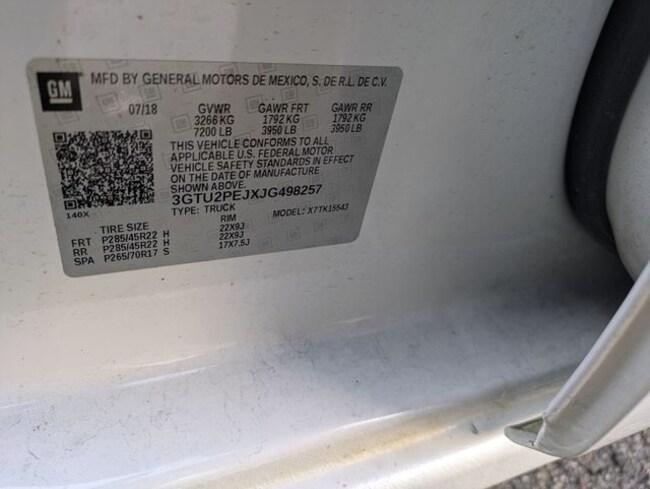 GM
MFD BY GENERAL MOTORS DE MEXICO, S. DE R.L. DE C.V.
07/18 GVWR GAWR FRT GAWR RR
3266 KG 1792 KG 1792 KG
7200 LB 3950 LB 3950 LB
THIS VEHICLE CONFORMS TO ALL
APPLICABLE U.S. FEDERAL MOTOR
VEHICLE SAFETY STANDARDS IN EFFECT
ON THE DATE OF MANUFACTURE
SHOWN ABOVE.
3GTU2PEJXJG498257
140X TYPE: TRUCK MODEL: X7TK15543
TIRE SIZE RIM
FRT P285/45R22 H 22X9J
RR P285/45R22 H 22X9J
SPA P265/70R17 S 17X7.5J